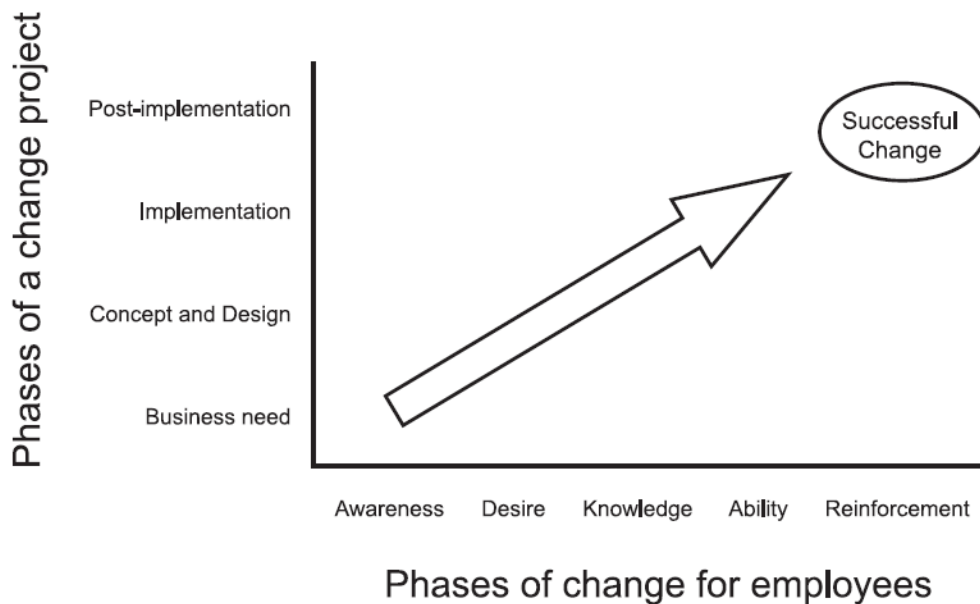 Phases of a change project
Post-implementation
Implementation
Concept and Design
Business need
Successful
Change
Awareness Desire Knowledge Ability Reinforcement
Phases of change for employees